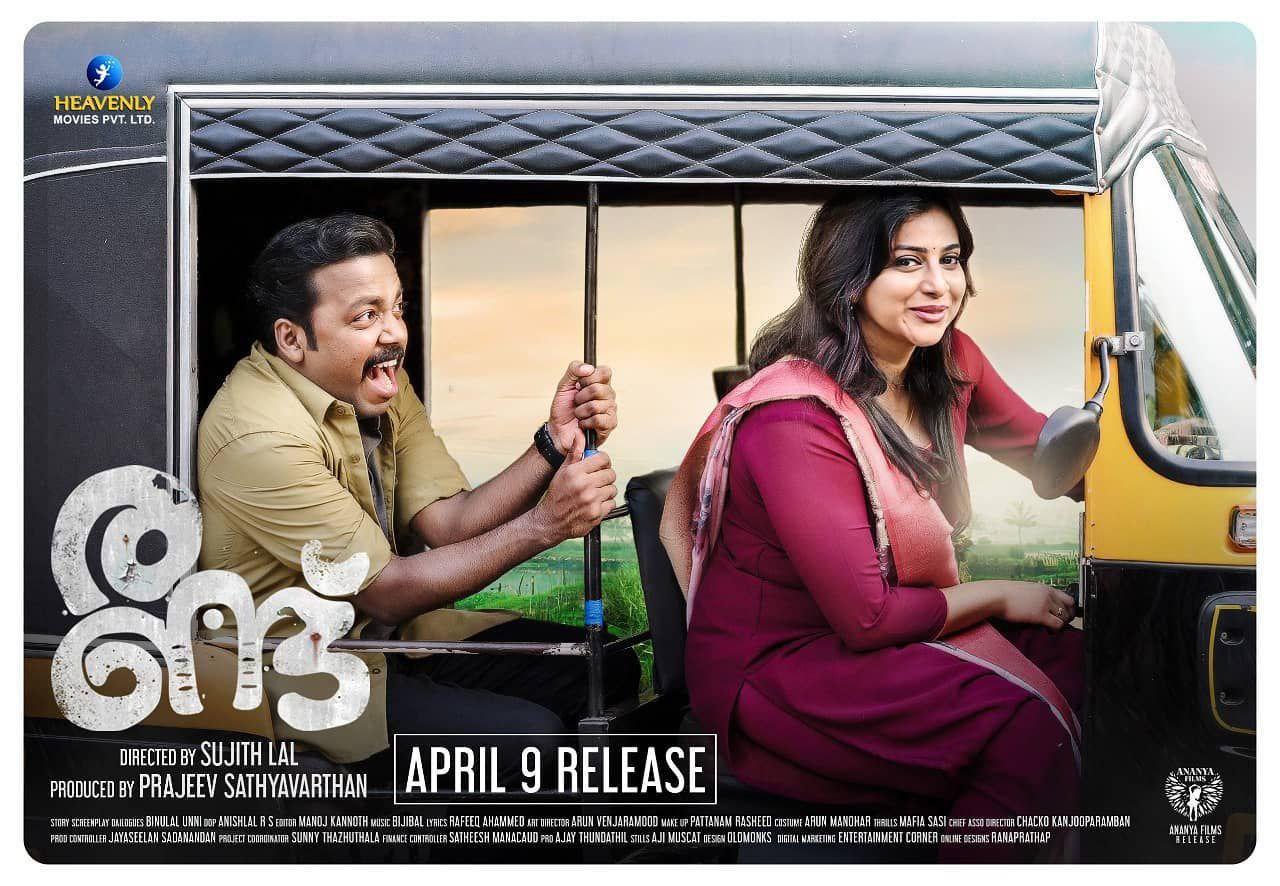 HEAVENLY
MOVIES PVT. LTD.
രണ്ട്
DIRECTED BY SUJITH LAL
PRODUCED BY PRAJEEV SATHYAVARTHAN
APRIL 9 RELEASE
STORY SCREENPLAY DAILOGUES BINULAL UNNI DOP ANISHLAL R S EDITOR MANOJ KANNOTH MUSIC BIJIBAL LYRICS RAFEEQ AHAMMED ART DIRECTOR ARUN VENJARAMOOD MAKE UP PATTANAM RASHEED COSTUME ARUN MANOHAR THRILLS MAFIA SASI CHIEF ASSO DIRECTOR CHACKO KANJOOPARAMBAN
PROD CONTROLLER JAYASEELAN SADANANDAN PROJECT COORDINATOR SUNNY THAZHUTHALA FINANCE CONTROLLER SATHEESH MANACAUD PRO AJAY THUNDATHIL STILLS AJI MUSCAT DESIGN OLDMONKS DIGITAL MARKETING ENTERTAINMENT CORNER ONLINE DESIGNS RANAPRATHAP
ANANYA
FILMS
ANANYA FILMS
RELEASE